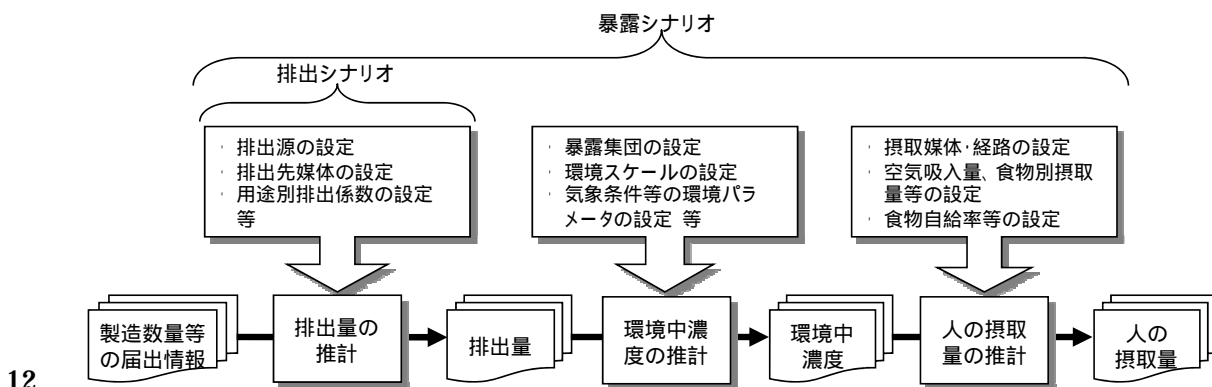 暴露シナリオ
排出シナリオ
・ 排出源の設定
・ 排出先媒体の設定
・ 用途別排出係数の設定
等
・ 暴露集団の設定
・ 環境スケールの設定
・ 気象条件等の環境パラ
メータの設定 等
・ 摂取媒体・経路の設定
・ 空気吸入量、食物別摂取
量等の設定
・ 食物自給率等の設定
製造数量等
の届出情報
排出量の
推計
排出量
環境中濃
度の推計
環境中
濃度
人の摂取
量の推計
人の
摂取量
12